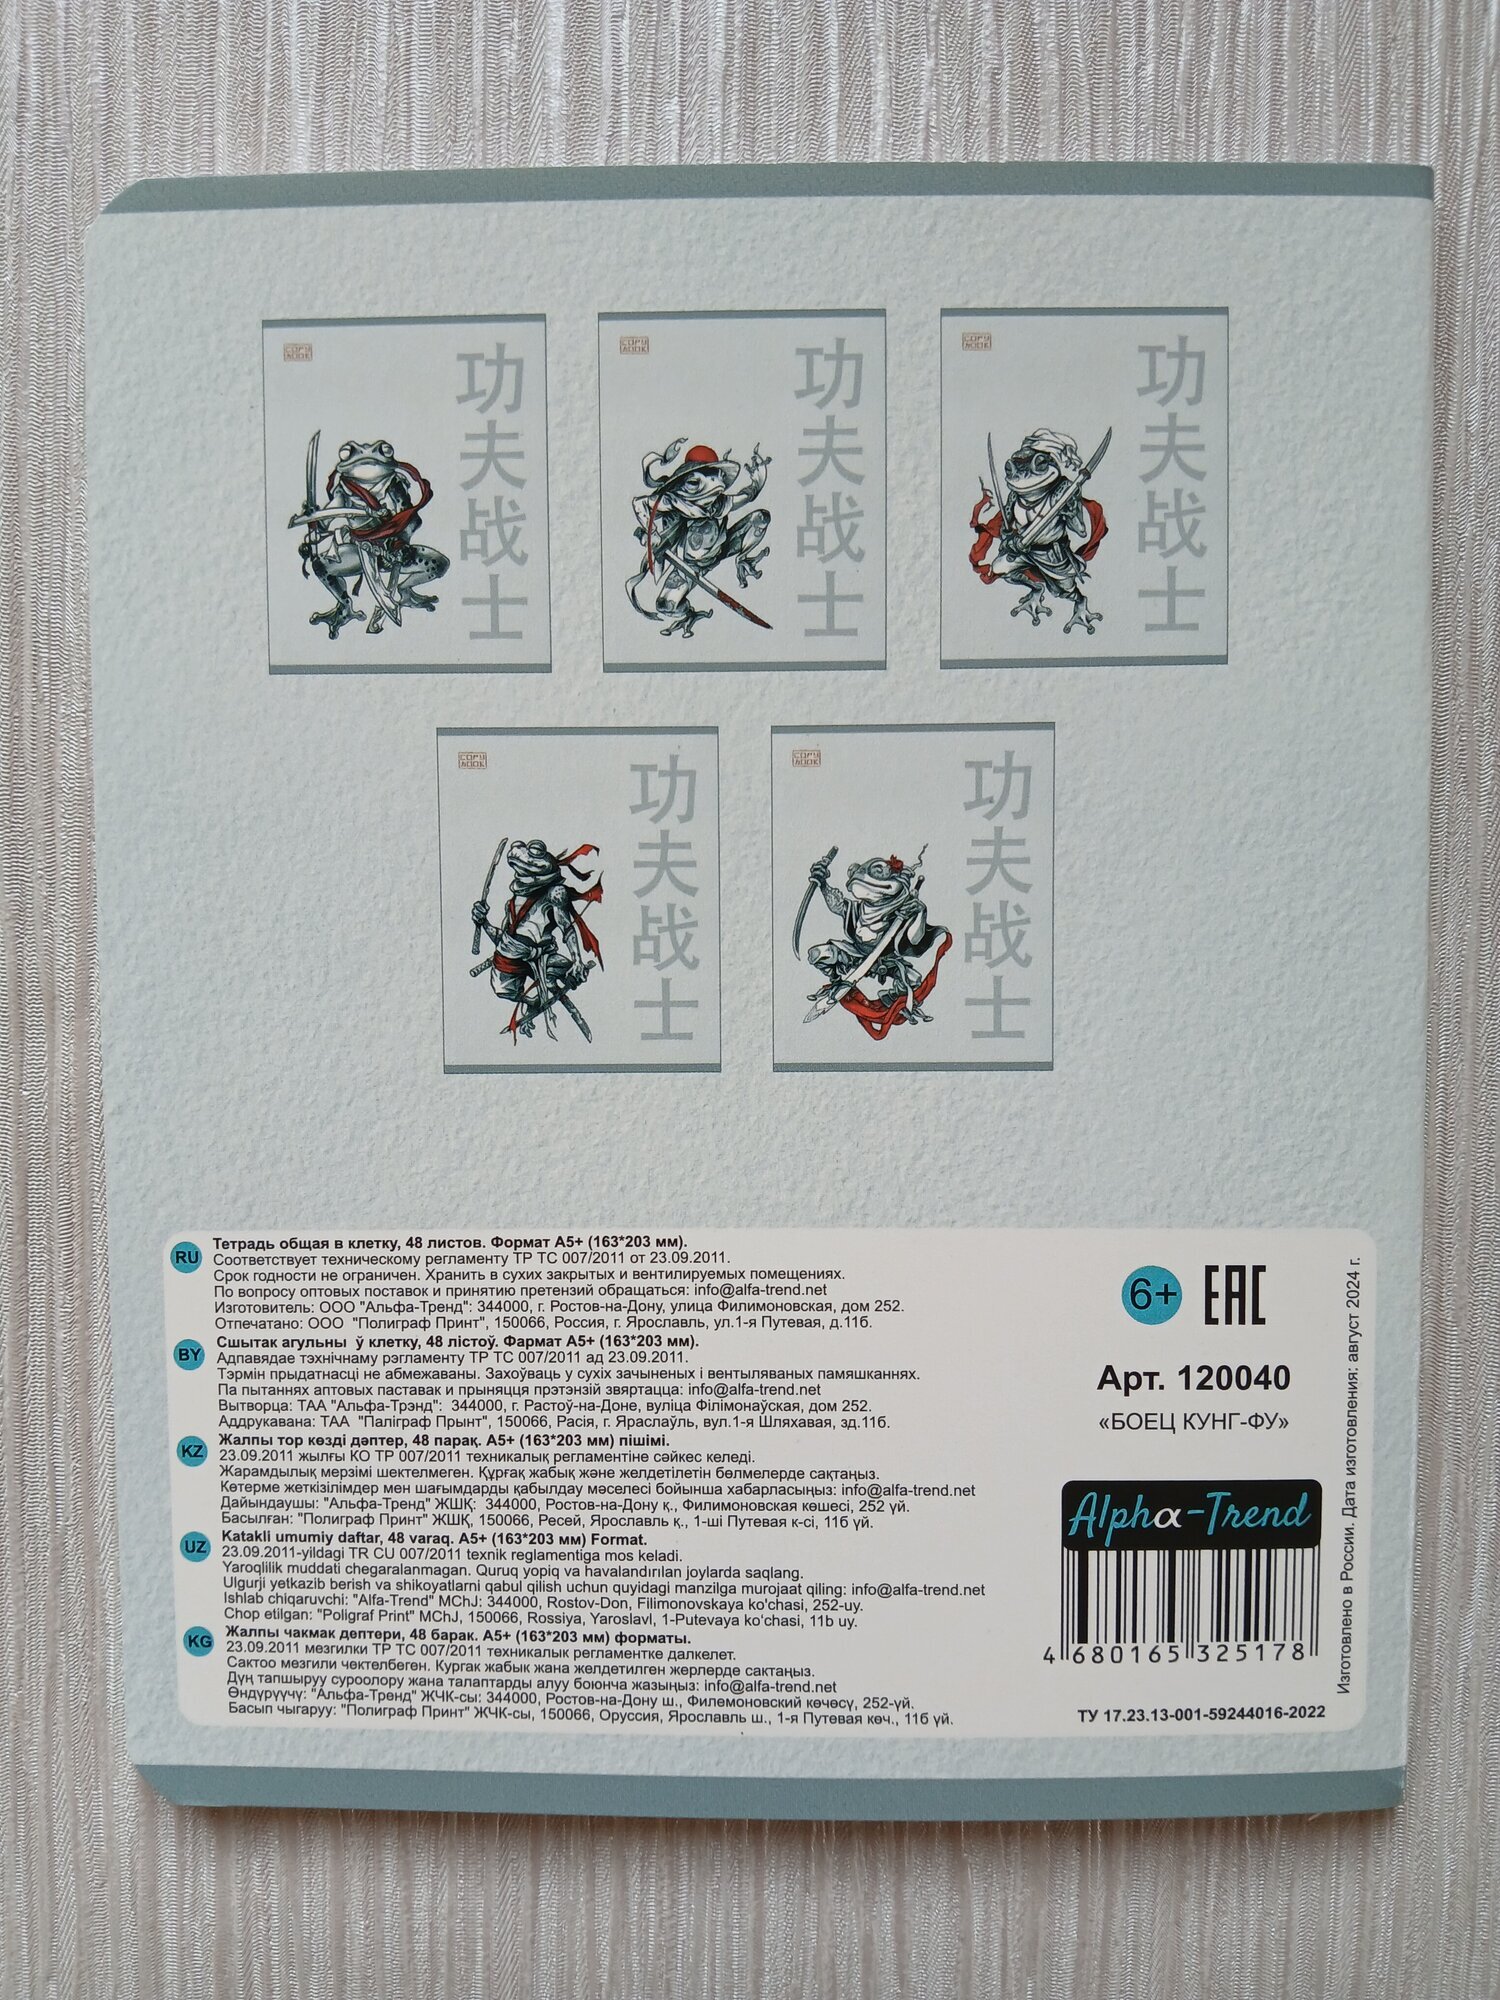 COPY
BOOK
功夫战士
COPY
BOOK
功夫战士
COPY
BOOK
功夫战士
COPY
BOOK
功夫战士
COPY
BOOK
功夫战士
RU
Тетрадь общая в клетку, 48 листов. Формат А5+ (163*203 мм).
Соответствует техническому регламенту ТР ТС 007/2011 от 23.09.2011.
Срок годности не ограничен. Хранить в сухих закрытых и вентилируемых помещениях.
По вопросу оптовых поставок и принятию претензий обращаться: info@alfa-trend.net
Изготовитель: ООО "Альфа-Тренд": 344000, г. Ростов-на-Дону, улица Филимоновская, дом 252.
Отпечатано: ООО "Полиграф Принт", 150066, Россия, г. Ярославль, ул.1-я Путевая, д.11б.
BY
Сшытак агульны ў клетку, 48 лістоў. Фармат А5+ (163*203 мм).
Адпавядае тэхнічнаму рэгламенту ТР ТС 007/2011 ад 23.09.2011.
Тэрмін прыдатнасці не абмежаваны. Захоўваць у сухіх зачыненых і вентыляваных памяшканнях.
Па пытаннях аптовых паставак и прыняцця прэтэнзій звяртацца: info@alfa-trend.net
Вытворца: ТАА "Альфа-Трэнд": 344000, г. Растоў-на-Доне, вуліца Філімонаўская, дом 252.
Аддрукавана: ТАА "Паліграф Прынт", 150066, Расія, г. Яраслаўль, вул.1-я Шляхавая, зд.11б.
KZ
Жалпы тор көзді дәптер, 48 парақ. А5+ (163*203 мм) пішімі.
23.09.2011 жылғы КО ТР 007/2011 техникалық регламентіне сәйкес келеді.
Жарамдылық мерзімі шектелмеген. Құрғақ жабық және желдетілетін бөлмелерде сақтаңыз.
Көтерме жеткізілімдер мен шағымдарды қабылдау мәселесі бойынша хабарласыңыз: info@alfa-trend.net
Дайындаушы: "Альфа-Тренд" ЖШҚ: 344000, Ростов-на-Дону қ., Филимоновская көшесі, 252 үй.
Басылған: "Полиграф Принт" ЖШҚ, 150066, Ресей, Ярославль қ., 1-ші Путевая к-сі, 11б үй.
UZ
Katakli umumiy daftar, 48 varaq. A5+ (163*203 мм) Format.
23.09.2011-yildagi TR CU 007/2011 texnik reglamentiga mos keladi.
Yaroqlilik muddati chegaralanmagan. Quruq yopiq va havalandırılan joylarda saqlang.
Ulgurji yetkazib berish va shikoyatlarni qabul qilish uchun quyidagi manzilga murojaat qiling: info@alfa-trend.net
Ishlab chiqaruvchi: "Alfa-Trend" MChJ: 344000, Rostov-Don, Filimonovskaya ko'chasi, 252-uy.
Chop etilgan: "Poligraf Print" MChJ, 150066, Rossiya, Yaroslavl, 1-Putevaya ko'chasi, 11b uy.
KG
Жалпы чакмак дептери, 48 барак. А5+ (163*203 мм) форматы.
23.09.2011 мезгилки ТР ТС 007/2011 техникалык регламентке далкелет.
Сактоо мезгили чектелбеген. Кургак жабык жана желдетилген жерлерде сактаңыз.
Дүң тапшыруу суроолору жана талаптарды алуу боюнча жазыңыз: info@alfa-trend.net
Өндүрүүчү: "Альфа-Тренд" ЖЧК-сы: 344000, Ростов-на-Дону ш., Филемоновский көчөсү, 252-үй.
Басып чыгаруу: "Полиграф Принт" ЖЧК-сы, 150066, Оруссия, Ярославль ш., 1-я Путевая көч., 11б үй.
6+ EAC
Арт. 120040
«БОЕЦ КУНГ-ФУ»
Alpha-Trend
4 680165 325178
ТУ 17.23.13-001-59244016-2022
Изготовлено в России. Дата изготовления: август 2024 г.